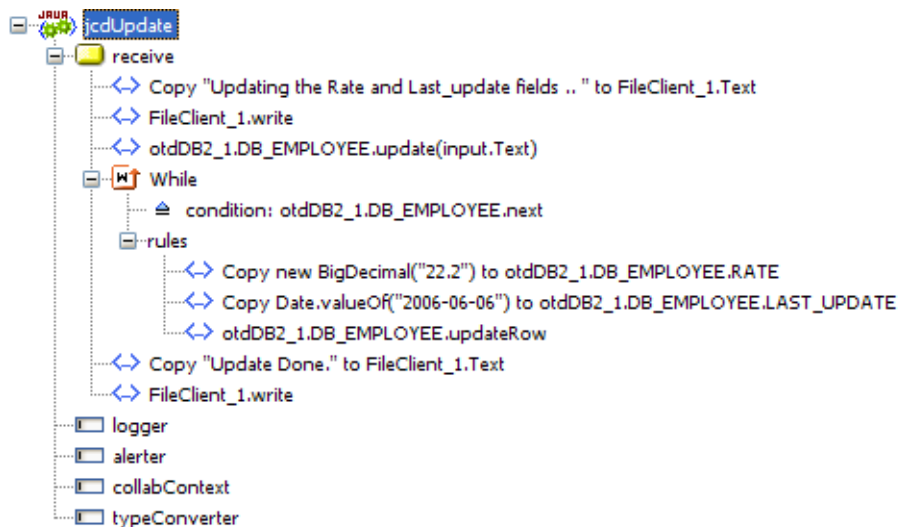 JAVA jcdUpdate
receive
Copy "Updating the Rate and Last_update fields .. " to FileClient_1.Text
FileClient_1.write
otdDB2_1.DB_EMPLOYEE.update(input.Text)
W While
condition: otdDB2_1.DB_EMPLOYEE.next
rules
Copy new BigDecimal("22.2") to otdDB2_1.DB_EMPLOYEE.RATE
Copy Date.valueOf("2006-06-06") to otdDB2_1.DB_EMPLOYEE.LAST_UPDATE
otdDB2_1.DB_EMPLOYEE.updateRow
Copy "Update Done." to FileClient_1.Text
FileClient_1.write
logger
alerter
collabContext
typeConverter